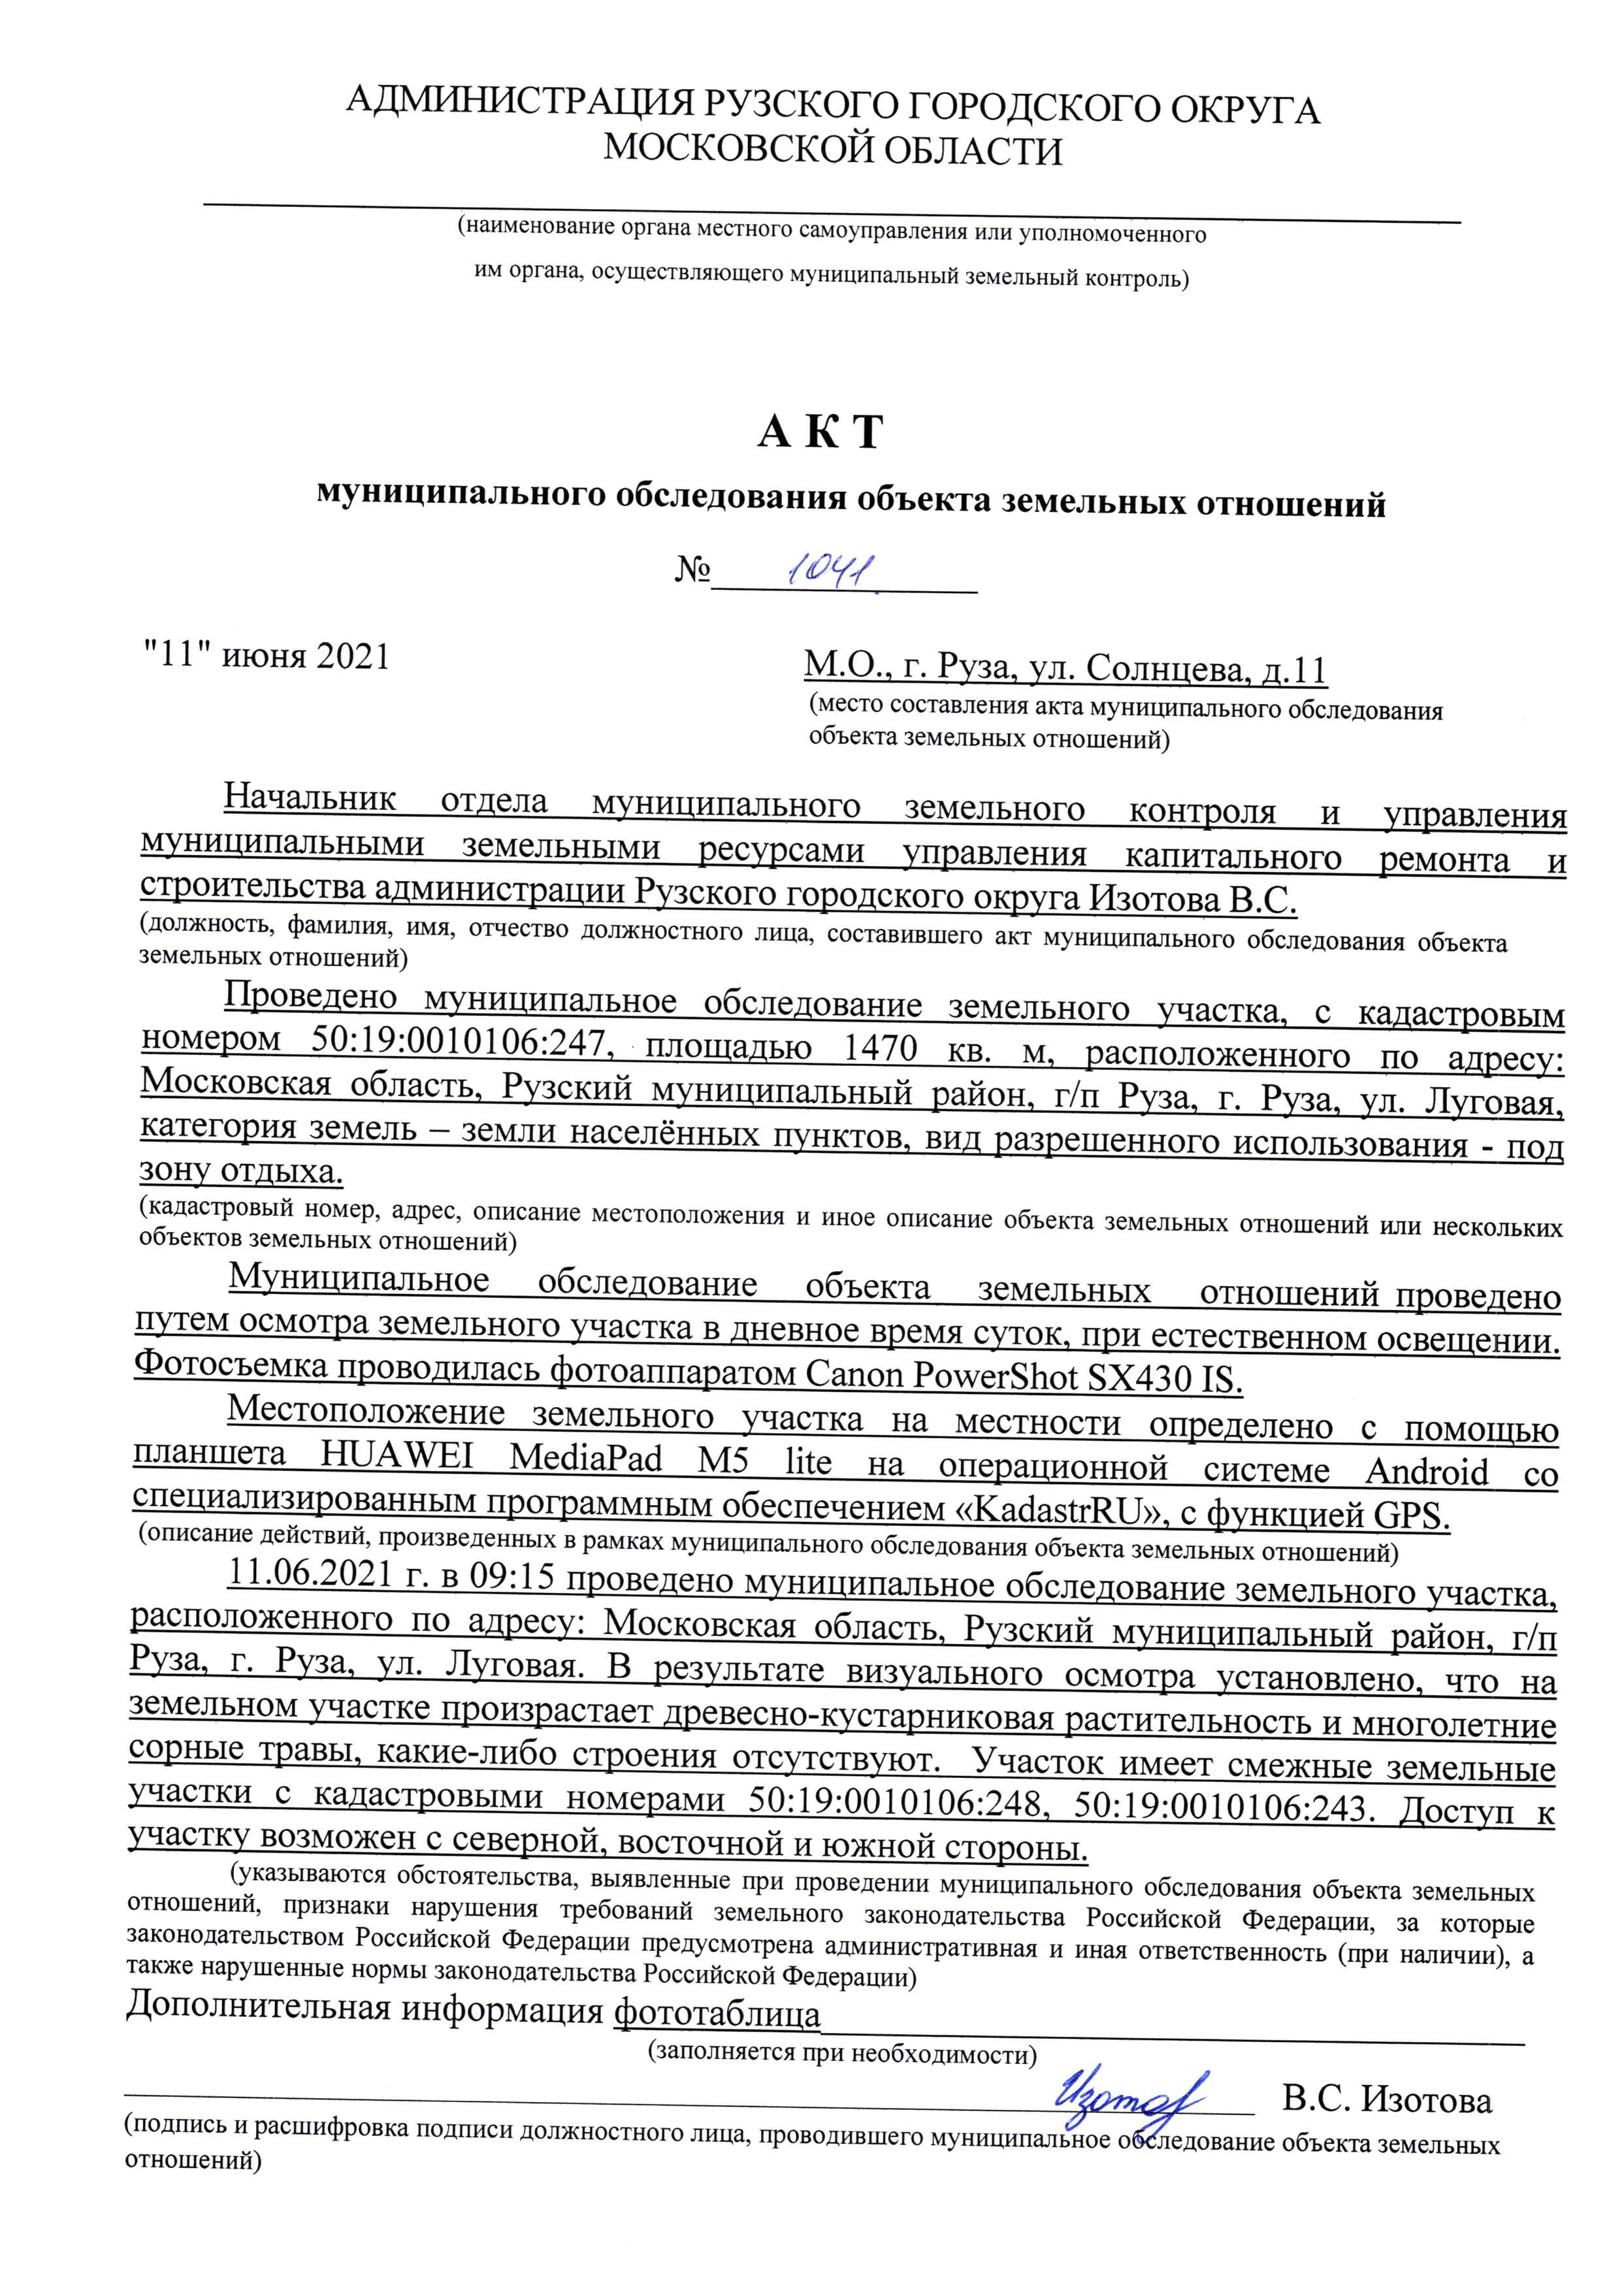 АДМИНИСТРАЦИЯ РУЗСКОГО ГОРОДСКОГО ОКРУГА
МОСКОВСКОЙ ОБЛАСТИ
(наименование органа местного самоуправления или уполномоченного
им органа, осуществляющего муниципальный земельный контроль)
А К Т
муниципального обследования объекта земельных отношений
№ 1041
"11" июня 2021
М.О., г. Руза, ул. Солнцева, д.11
(место составления акта муниципального обследования
объекта земельных отношений)
Начальник отдела муниципального земельного контроля и управления
муниципальными земельными ресурсами управления капитального ремонта и
строительства администрации Рузского городского округа Изотова В.С.
(должность, фамилия, имя, отчество должностного лица, составившего акт муниципального обследования объекта
земельных отношений)
Проведено муниципальное обследование земельного участка, с кадастровым
номером 50:19:0010106:247, площадью 1470 кв. м, расположенного по адресу:
Московская область, Рузский муниципальный район, г/п Руза, г. Руза, ул. Луговая,
категория земель – земли населённых пунктов, вид разрешенного использования - под
зону отдыха.
(кадастровый номер, адрес, описание местоположения и иное описание объекта земельных отношений или нескольких
объектов земельных отношений)
Муниципальное обследование объекта земельных отношений проведено
путем осмотра земельного участка в дневное время суток, при естественном освещении.
Фотосъемка проводилась фотоаппаратом Canon PowerShot SX430 IS.
Местоположение земельного участка на местности определено с помощью
планшета HUAWEI MediaPad M5 lite на операционной системе Android со
специализированным программным обеспечением «KadastrRU», с функцией GPS.
(описание действий, произведенных в рамках муниципального обследования объекта земельных отношений)
11.06.2021 г. в 09:15 проведено муниципальное обследование земельного участка,
расположенного по адресу: Московская область, Рузский муниципальный район, г/п
Руза, г. Руза, ул. Луговая. В результате визуального осмотра установлено, что на
земельном участке произрастает древесно-кустарниковая растительность и многолетние
сорные травы, какие-либо строения отсутствуют. Участок имеет смежные земельные
участки с кадастровыми номерами 50:19:0010106:248, 50:19:0010106:243. Доступ к
участку возможен с северной, восточной и южной стороны.
(указываются обстоятельства, выявленные при проведении муниципального обследования объекта земельных
отношений, признаки нарушения требований земельного законодательства Российской Федерации, за которые
законодательством Российской Федерации предусмотрена административная и иная ответственность (при наличии), а
также нарушенные нормы законодательства Российской Федерации)
Дополнительная информация фототаблица
(заполняется при необходимости)
Изотов В.С. Изотова
(подпись и расшифровка подписи должностного лица, проводившего муниципальное обследование объекта земельных
отношений)